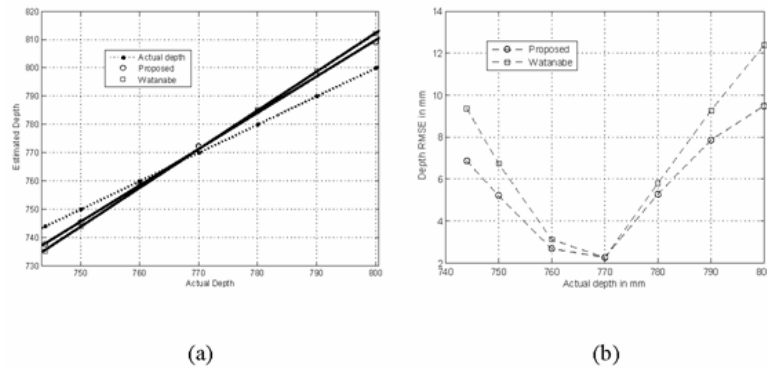 820
810
800
790
780
770
760
750
740
730
Estimated Depth
Actual depth
Proposed
Watanabe
750
760
770
780
790
800
Actual Depth
(a)
14
12
10
8
6
4
2
Depth RMSE in mm
Proposed
Watanabe
740
750
760
770
780
790
80
Actual depth in mm
(b)